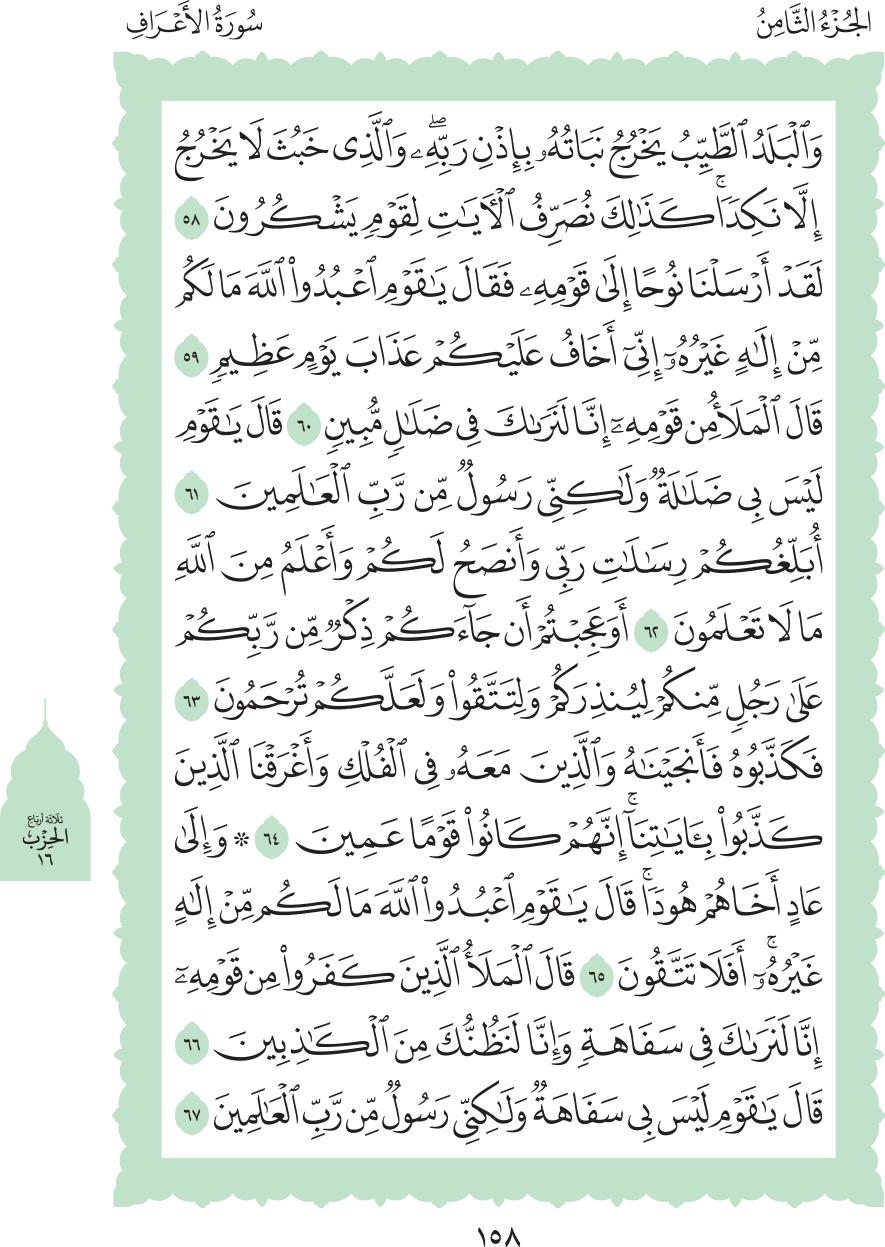 الجُزْءُ الثَّامِنُ
سُورَةُ الأَعْرَافِ
وَٱلْبَلَدُ ٱلطَّيِّبُ يَخْرُجُ نَبَاتُهُۥ بِإِذْنِ رَبِّهِۦۖ وَٱلَّذِى خَبُثَ لَا يَخْرُجُ
إِلَّا نَكِدًاۚ كَذَٰلِكَ نُصَرِّفُ ٱلْأَيَٰتِ لِقَوْمٍ يَشْكُرُونَ ٥٨
لَقَدْ أَرْسَلْنَا نُوحًا إِلَىٰ قَوْمِهِۦ فَقَالَ يَٰقَوْمِ ٱعْبُدُوا۟ ٱللَّهَ مَا لَكُم
مِّنْ إِلَٰهٍ غَيْرُهُۥٓ إِنِّىٓ أَخَافُ عَلَيْكُمْ عَذَابَ يَوْمٍ عَظِيمٍ ٥٩
قَالَ ٱلْمَلَأُ مِن قَوْمِهِۦٓ إِنَّا لَنَرَىٰكَ فِى ضَلَٰلٍ مُّبِينٍ ٦٠ قَالَ يَٰقَوْمِ
لَيْسَ بِى ضَلَٰلَةٌ وَلَٰكِنِّى رَسُولٌ مِّن رَّبِّ ٱلْعَٰلَمِينَ ٦١
أُبَلِّغُكُمْ رِسَٰلَٰتِ رَبِّى وَأَنصَحُ لَكُمْ وَأَعْلَمُ مِنَ ٱللَّهِ
مَا لَا تَعْلَمُونَ ٦٢ أَوَعَجِبْتُمْ أَن جَآءَكُمْ ذِكْرٌ مِّن رَّبِّكُمْ
عَلَىٰ رَجُلٍ مِّنكُمْ لِيُنذِرَكُمْ وَلِتَتَّقُوا۟ وَلَعَلَّكُمْ تُرْحَمُونَ ٦٣
فَكَذَّبُوهُ فَأَنجَيْنَٰهُ وَٱلَّذِينَ مَعَهُۥ فِى ٱلْفُلْكِ وَأَغْرَقْنَا ٱلَّذِينَ
كَذَّبُوا۟ بِـَٔايَٰتِنَآۚ إِنَّهُمْ كَانُوا۟ قَوْمًا عَمِينَ ٦٤ * وَإِلَىٰ
عَادٍ أَخَاهُمْ هُودًاۚ قَالَ يَٰقَوْمِ ٱعْبُدُوا۟ ٱللَّهَ مَا لَكُم مِّنْ إِلَٰهٍ
غَيْرُهُۥٓۚ أَفَلَا تَتَّقُونَ ٦٥ قَالَ ٱلْمَلَأُ ٱلَّذِينَ كَفَرُوا۟ مِن قَوْمِهِۦٓ
إِنَّا لَنَرَىٰكَ فِى سَفَاهَةٍ وَإِنَّا لَنَظُنُّكَ مِنَ ٱلْكَٰذِبِينَ ٦٦
قَالَ يَٰقَوْمِ لَيْسَ بِى سَفَاهَةٌ وَلَٰكِنِّى رَسُولٌ مِّن رَّبِّ ٱلْعَٰلَمِينَ ٦٧
ثلاثة أرباع
الحزب
١٦
١٥٨